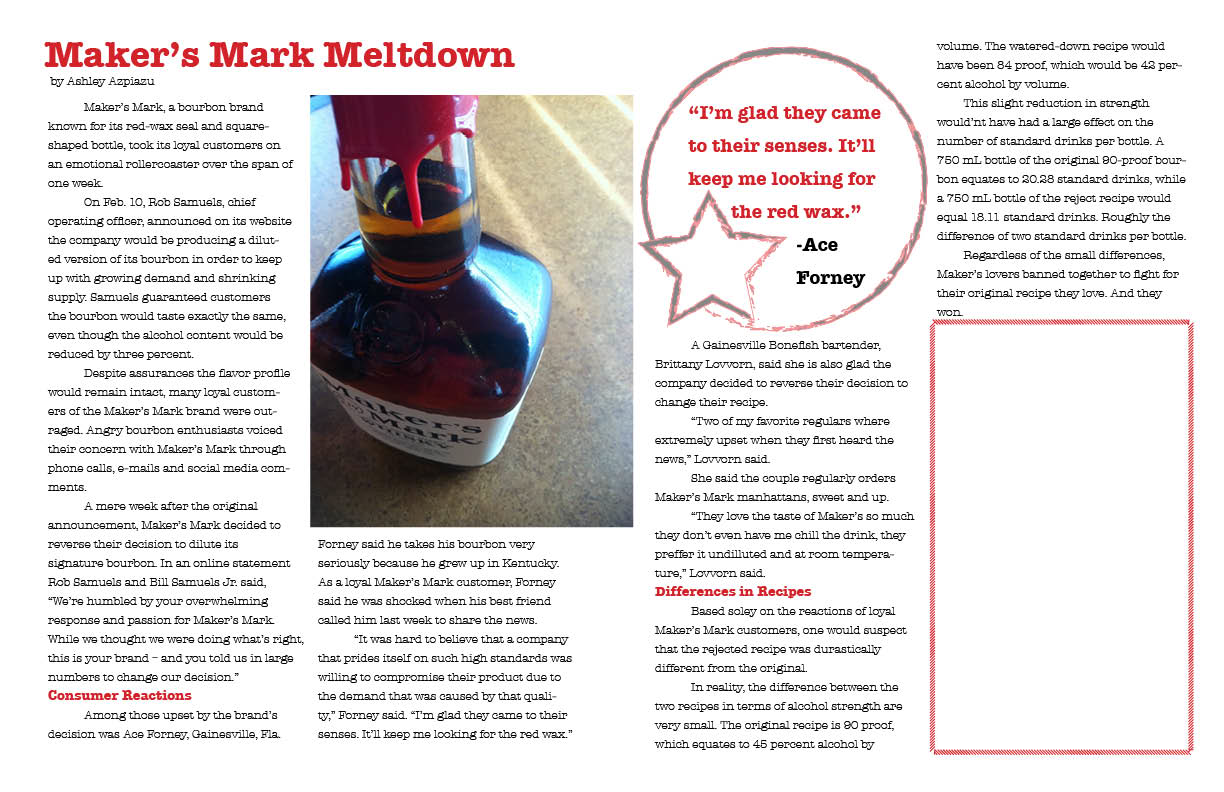 Maker's Mark Meltdown
by Ashley Azpiazu
Maker's Mark, a bourbon brand
known for its red-wax seal and square-
shaped bottle, took its loyal customers on
an emotional rollercoaster over the span of
one week.
On Feb. 10, Rob Samuels, chief
operating officer, announced on its website
the company would be producing a dilut-
ed version of its bourbon in order to keep
up with growing demand and shrinking
supply. Samuels guaranteed customers
the bourbon would taste exactly the same,
even though the alcohol content would be
reduced by three percent.
Despite assurances the flavor profile
would remain intact, many loyal custom-
ers of the Maker's Mark brand were out-
raged. Angry bourbon enthusiasts voiced
their concern with Maker's Mark through
phone calls, e-mails and social media com-
ments.
A mere week after the original
announcement, Maker's Mark decided to
reverse their decision to dilute its
signature bourbon. In an online statement
Rob Samuels and Bill Samuels Jr. said,
"We're humbled by your overwhelming
response and passion for Maker's Mark.
While we thought we were doing what's right,
this is your brand – and you told us in large
numbers to change our decision."
Consumer Reactions
Among those upset by the brand's
decision was Ace Forney, Gainesville, Fla.
Maker's
Mark
WHISKY
Forney said he takes his bourbon very
seriously because he grew up in Kentucky.
As a loyal Maker's Mark customer, Forney
said he was shocked when his best friend
called him last week to share the news.
"It was hard to believe that a company
that prides itself on such high standards was
willing to compromise their product due to
the demand that was caused by that quali-
ty," Forney said. "I'm glad they came to their
senses. It'll keep me looking for the red wax."
"I'm glad they came
to their senses. It'll
keep me looking for
the red wax."
-Ace
Forney
A Gainesville Bonefish bartender,
Brittany Lovvorn, said she is also glad the
company decided to reverse their decision to
change their recipe.
"Two of my favorite regulars where
extremely upset when they first heard the
news," Lovvorn said.
She said the couple regularly orders
Maker's Mark manhattans, sweet and up.
"They love the taste of Maker's so much
they don't even have me chill the drink, they
preffer it undilluted and at room tempera-
ture," Lovvorn said.
Differences in Recipes
Based soley on the reactions of loyal
Maker's Mark customers, one would suspect
that the rejected recipe was durastically
different from the original.
In reality, the difference between the
two recipes in terms of alcohol strength are
very small. The original recipe is 90 proof,
which equates to 45 percent alcohol by
volume. The watered-down recipe would
have been 84 proof, which would be 42 per-
cent alcohol by volume.
This slight reduction in strength
would'nt have had a large effect on the
number of standard drinks per bottle. A
750 mL bottle of the original 90-proof bour-
bon equates to 20.28 standard drinks, while
a 750 mL bottle of the reject recipe would
equal 18.11 standard drinks. Roughly the
difference of two standard drinks per bottle.
Regardless of the small differences,
Maker's lovers banned together to fight for
their original recipe they love. And they
won.